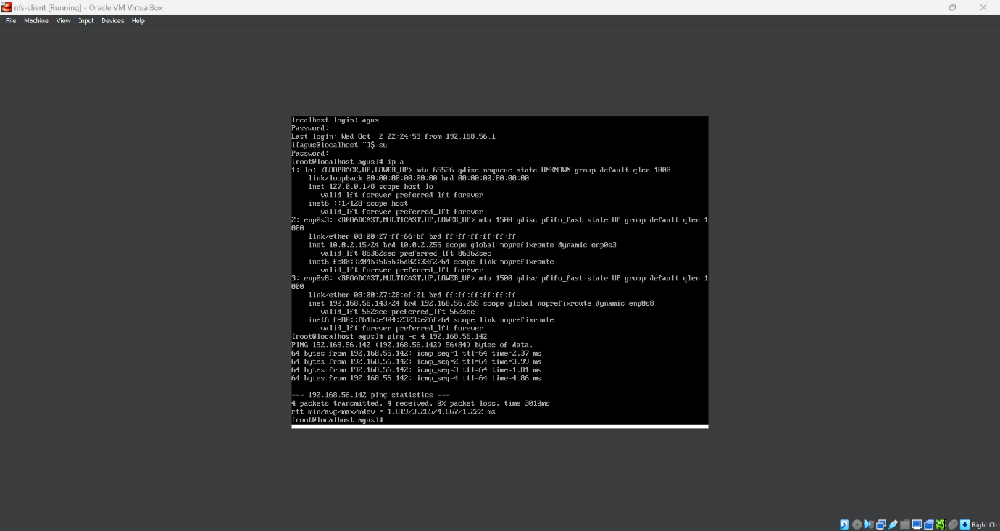 nfs-client [Running] - Oracle VM VirtualBox
File Machine View Input Devices Help
localhost login: agus
Password:
Last login: Wed Oct  2 22:24:53 from 192.168.56.1
i[agus@localhost ~]$ su
Password:
[root@localhost agus]# ip a
1: lo: <LOOPBACK,UP,LOWER_UP> mtu 65536 qdisc noqueue state UNKNOWN group default qlen 1000
    link/loopback 00:00:00:00:00:00 brd 00:00:00:00:00:00
    inet 127.0.0.1/8 scope host lo
       valid_lft forever preferred_lft forever
    inet6 ::1/128 scope host
       valid_lft forever preferred_lft forever
2: enp0s3: <BROADCAST,MULTICAST,UP,LOWER_UP> mtu 1500 qdisc pfifo_fast state UP group default qlen 1
000
    link/ether 08:00:27:ff:66:bf brd ff:ff:ff:ff:ff:ff
    inet 10.0.2.15/24 brd 10.0.2.255 scope global noprefixroute dynamic enp0s3
       valid_lft 86362sec preferred_lft 86362sec
    inet6 fe80::204b:5b5b:6d02:33f2/64 scope link noprefixroute
       valid_lft forever preferred_lft forever
3: enp0s8: <BROADCAST,MULTICAST,UP,LOWER_UP> mtu 1500 qdisc pfifo_fast state UP group default qlen 1
000
    link/ether 08:00:27:28:ef:21 brd ff:ff:ff:ff:ff:ff
    inet 192.168.56.143/24 brd 192.168.56.255 scope global noprefixroute dynamic enp0s8
       valid_lft 562sec preferred_lft 562sec
    inet6 fe80::f61b:e904:2323:e26f/64 scope link noprefixroute
       valid_lft forever preferred_lft forever
[root@localhost agus]# ping -c 4 192.168.56.142
PING 192.168.56.142 (192.168.56.142) 56(84) bytes of data.
64 bytes from 192.168.56.142: icmp_seq=1 ttl=64 time=2.37 ms
64 bytes from 192.168.56.142: icmp_seq=2 ttl=64 time=3.99 ms
64 bytes from 192.168.56.142: icmp_seq=3 ttl=64 time=1.81 ms
64 bytes from 192.168.56.142: icmp_seq=4 ttl=64 time=4.86 ms
--- 192.168.56.142 ping statistics ---
4 packets transmitted, 4 received, 0% packet loss, time 3010ms
rtt min/avg/max/mdev = 1.819/3.265/4.867/1.222 ms
[root@localhost agus]#
Right Ctrl